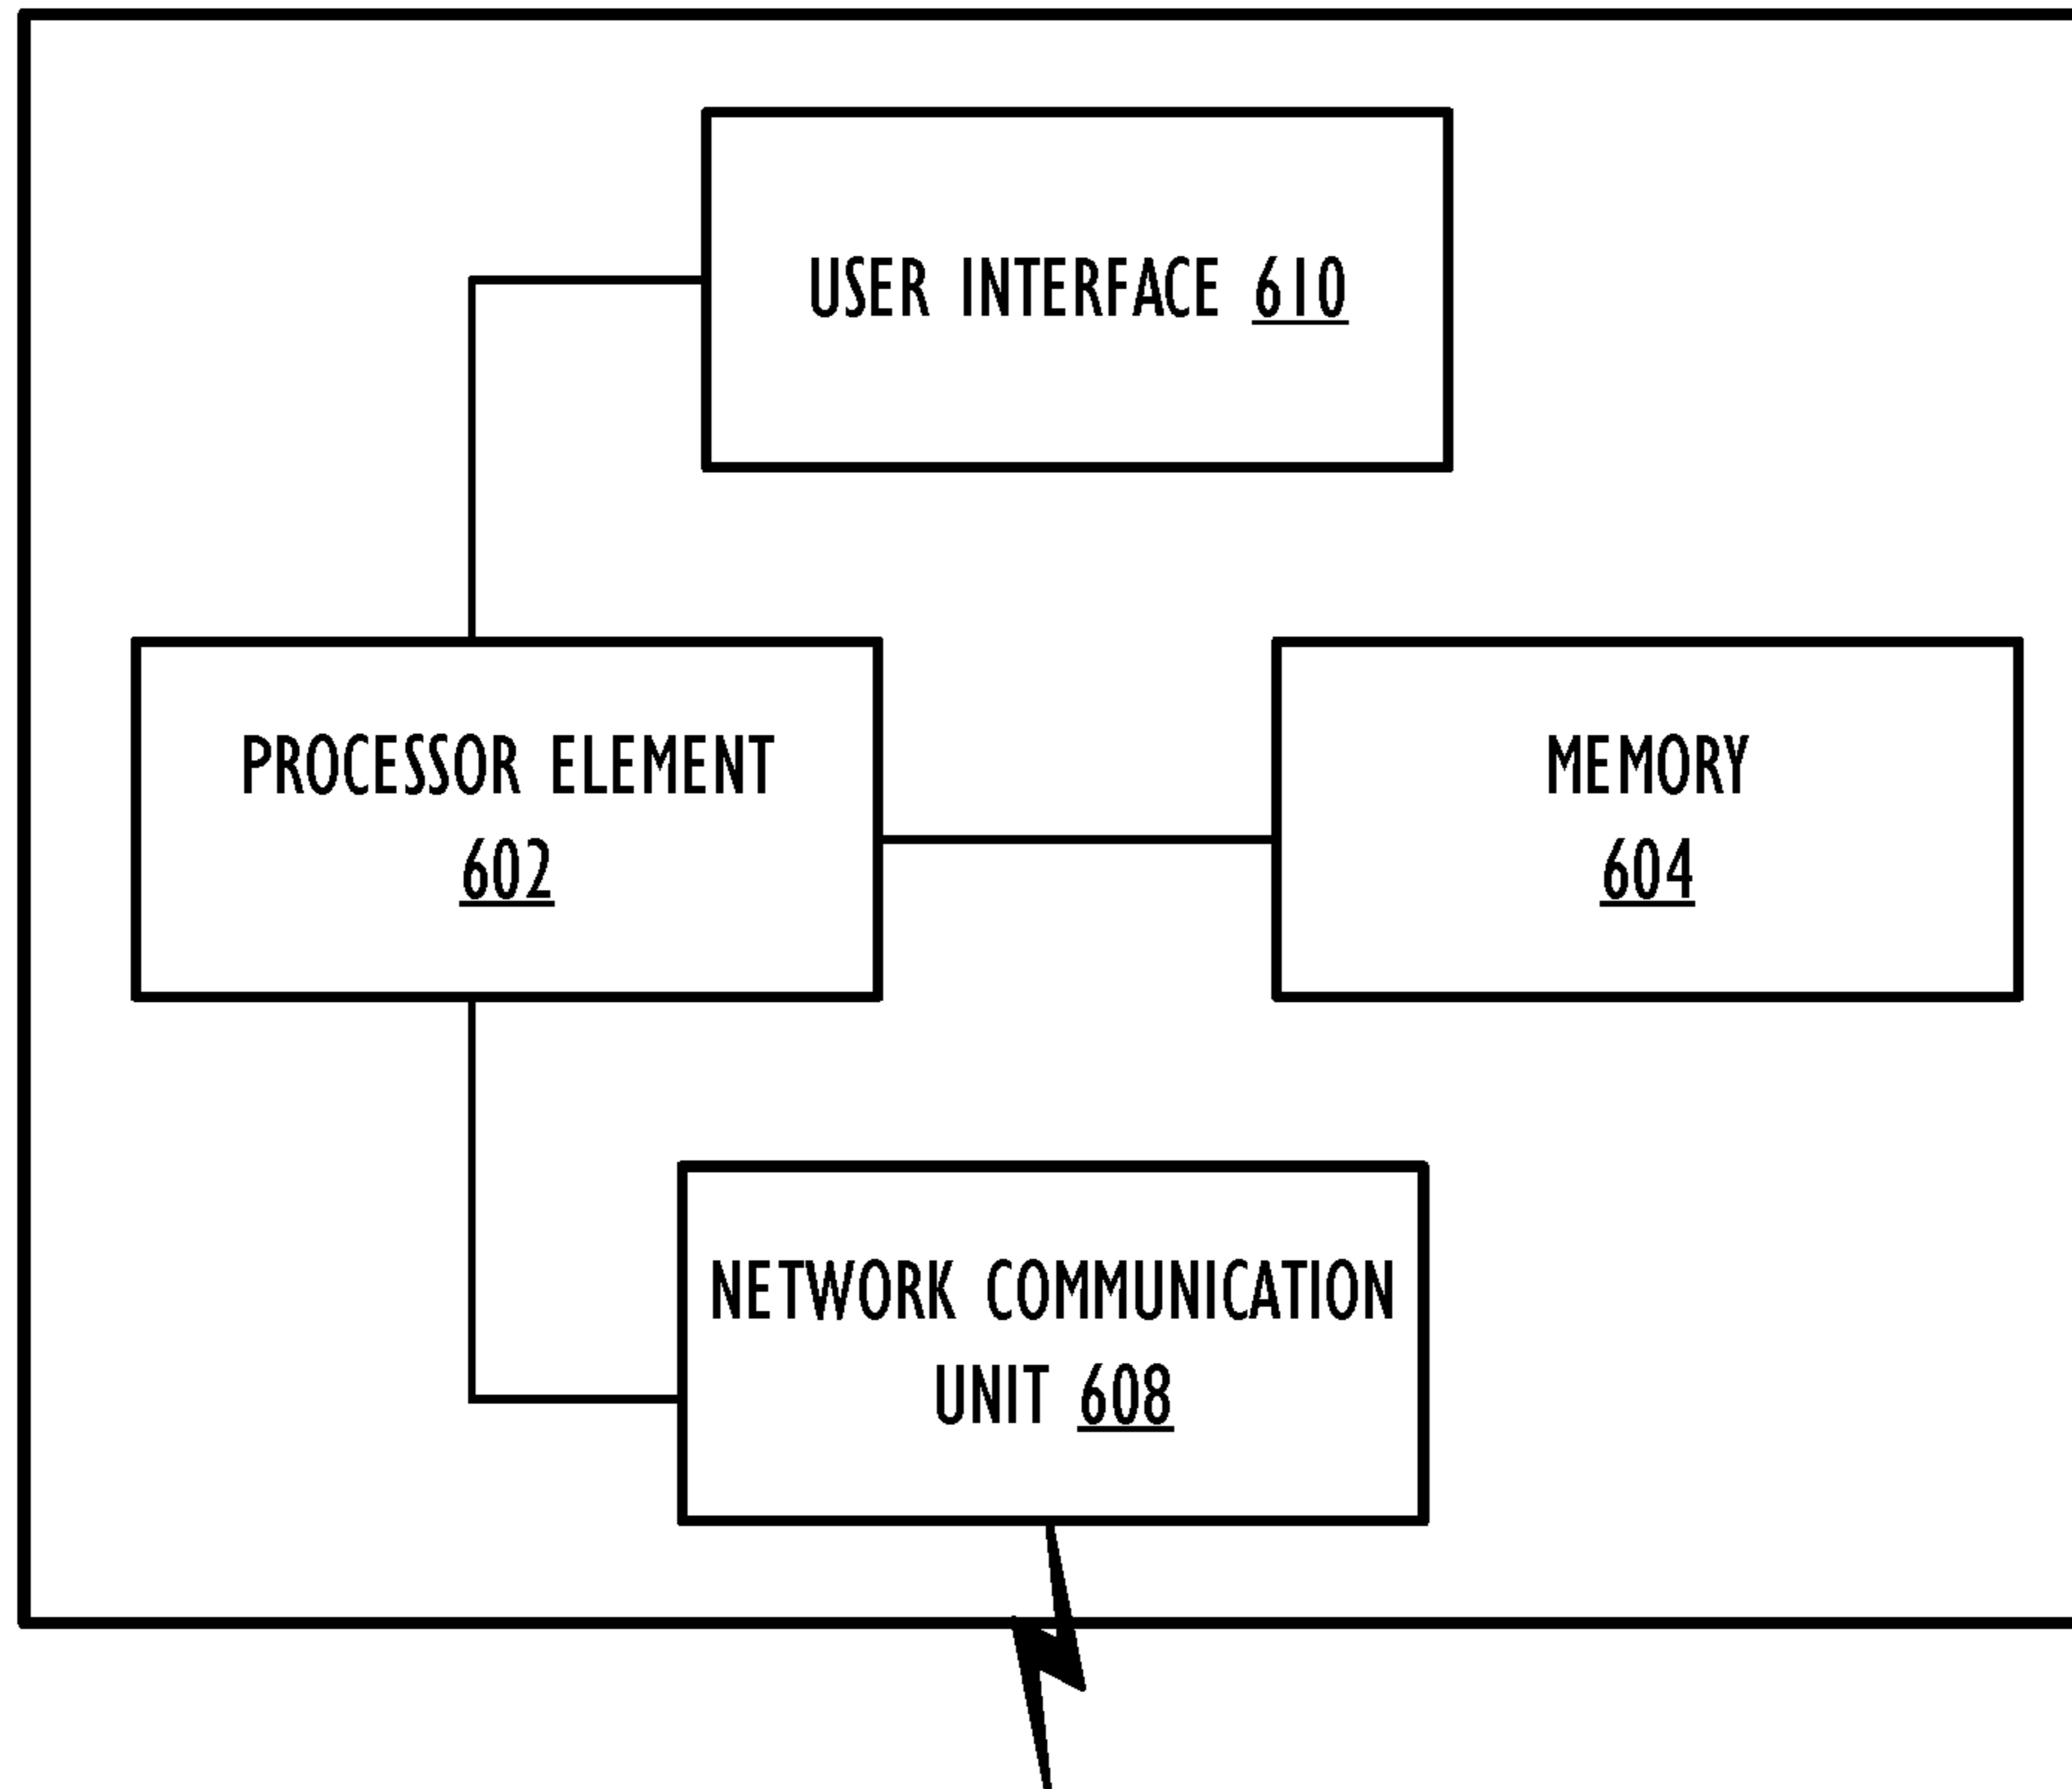 USER INTERFACE 610
PROCESSOR ELEMENT
602
MEMORY
604
NETWORK COMMUNICATION
UNIT 608